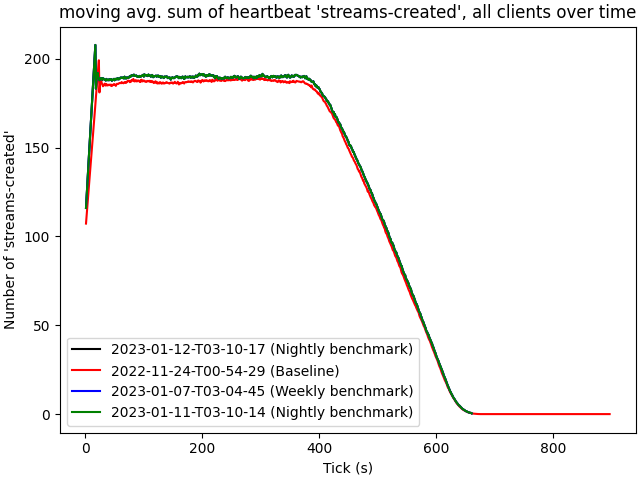 moving avg. sum of heartbeat 'streams-created', all clients over time
Number of 'streams-created'
200
150
100
50
0
2023-01-12-T03-10-17 (Nightly benchmark)
2022-11-24-T00-54-29 (Baseline)
2023-01-07-T03-04-45 (Weekly benchmark)
2023-01-11-T03-10-14 (Nightly benchmark)
0 200 400 600 800
Tick (s)